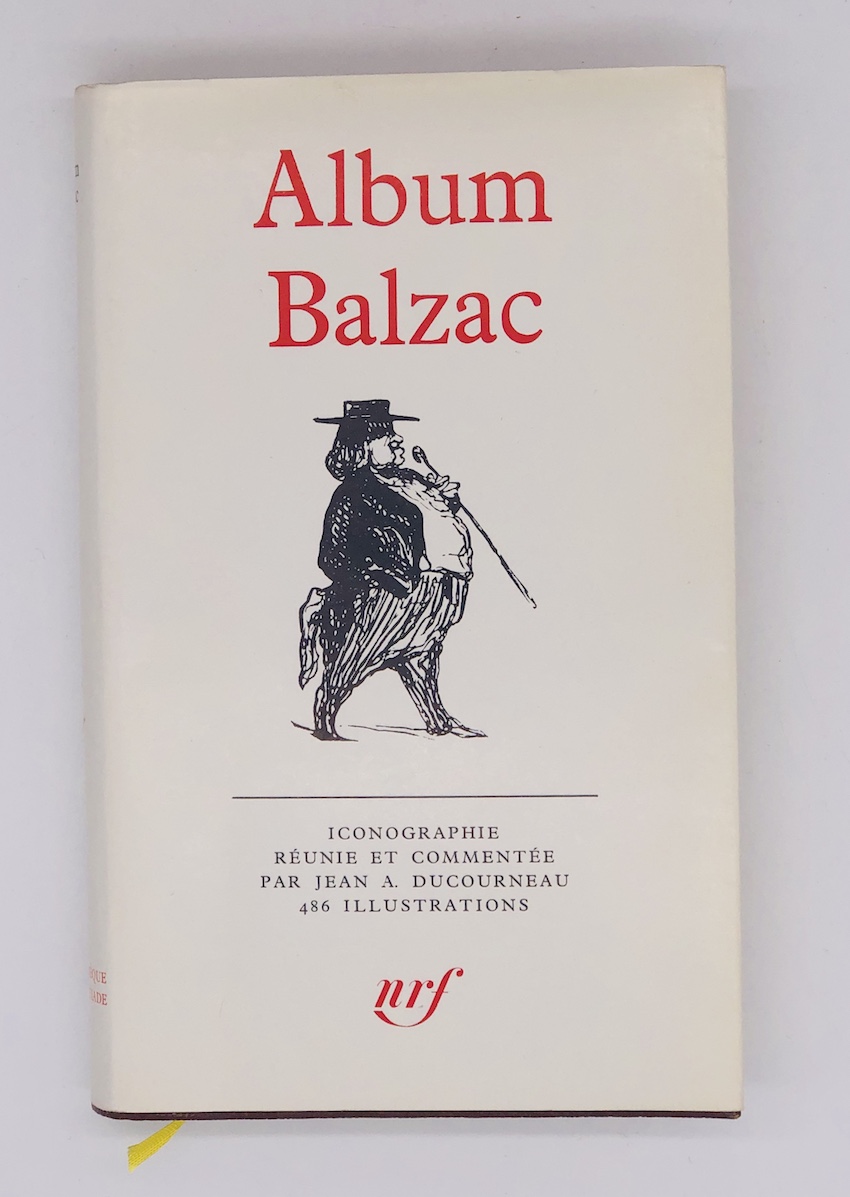 Album
Balzac
ICONOGRAPHIE
RÉUNIE ET COMMENTÉE
PAR JEAN A. DUCOURNEAU
486 ILLUSTRATIONS
nrf